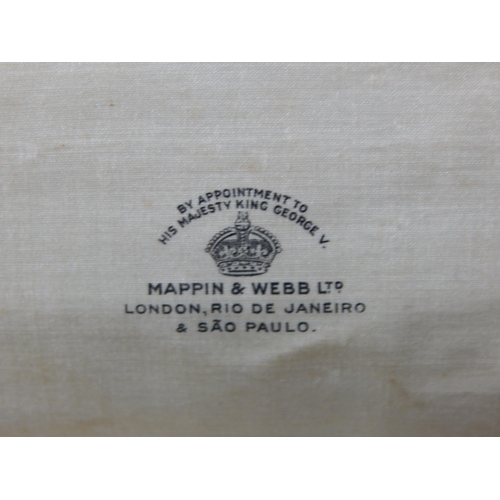 BY APPOINTMENT TO
HIS MAJESTY KING GEORGE V.
MAPPIN & WEBB LTD
LONDON, RIO DE JANEIRO
& SÃO PAULO.